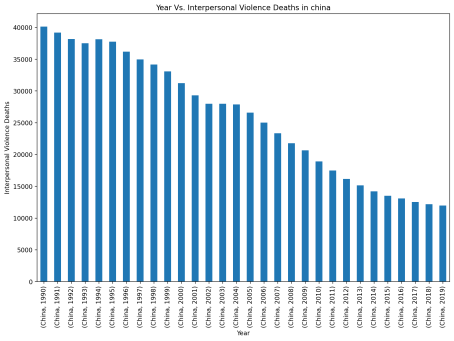 Year Vs. Interpersonal Violence Deaths in china
Interpersonal Violence Deaths
40000
35000
30000
25000
20000
15000
10000
5000
0
(China, 1990)
(China, 1991)
(China, 1992)
(China, 1993)
(China, 1994)
(China, 1995)
(China, 1996)
(China, 1997)
(China, 1998)
(China, 1999)
(China, 2000)
(China, 2001)
(China, 2002)
(China, 2003)
(China, 2004)
(China, 2005)
(China, 2006)
(China, 2007)
(China, 2008)
(China, 2009)
(China, 2010)
(China, 2011)
(China, 2012)
(China, 2013)
(China, 2014)
(China, 2015)
(China, 2016)
(China, 2017)
(China, 2018)
(China, 2019)
Year